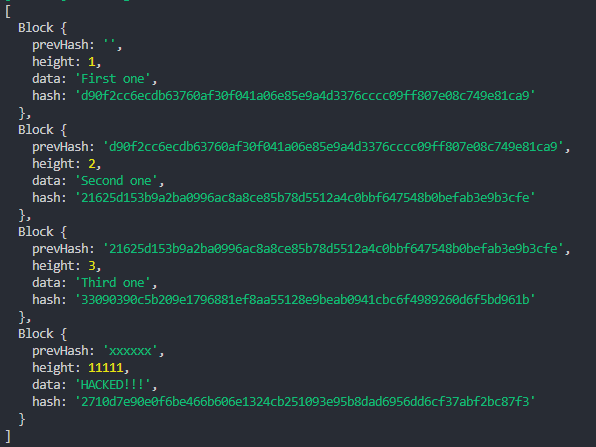 [
  Block {
    prevHash: '',
    height: 1,
    data: 'First one',
    hash: 'd90f2cc6ecdb63760af30f041a06e85e9a4d3376cccc09ff807e08c749e81ca9'
  },
  Block {
    prevHash: 'd90f2cc6ecdb63760af30f041a06e85e9a4d3376cccc09ff807e08c749e81ca9',
    height: 2,
    data: 'Second one',
    hash: '21625d153b9a2ba0996ac8a8ce85b78d5512a4c0bbf647548b0befab3e9b3cfe'
  },
  Block {
    prevHash: '21625d153b9a2ba0996ac8a8ce85b78d5512a4c0bbf647548b0befab3e9b3cfe',
    height: 3,
    data: 'Third one',
    hash: '33090390c5b209e1796881ef8aa55128e9beab0941cbc6f4989260d6f5bd961b'
  },
  Block {
    prevHash: 'xxxxxx',
    height: 11111,
    data: 'HACKED!!!',
    hash: '2710d7e90e0f6be466b606e1324cb251093e95b8dad6956dd6cf37abf2bc87f3'
  }
]